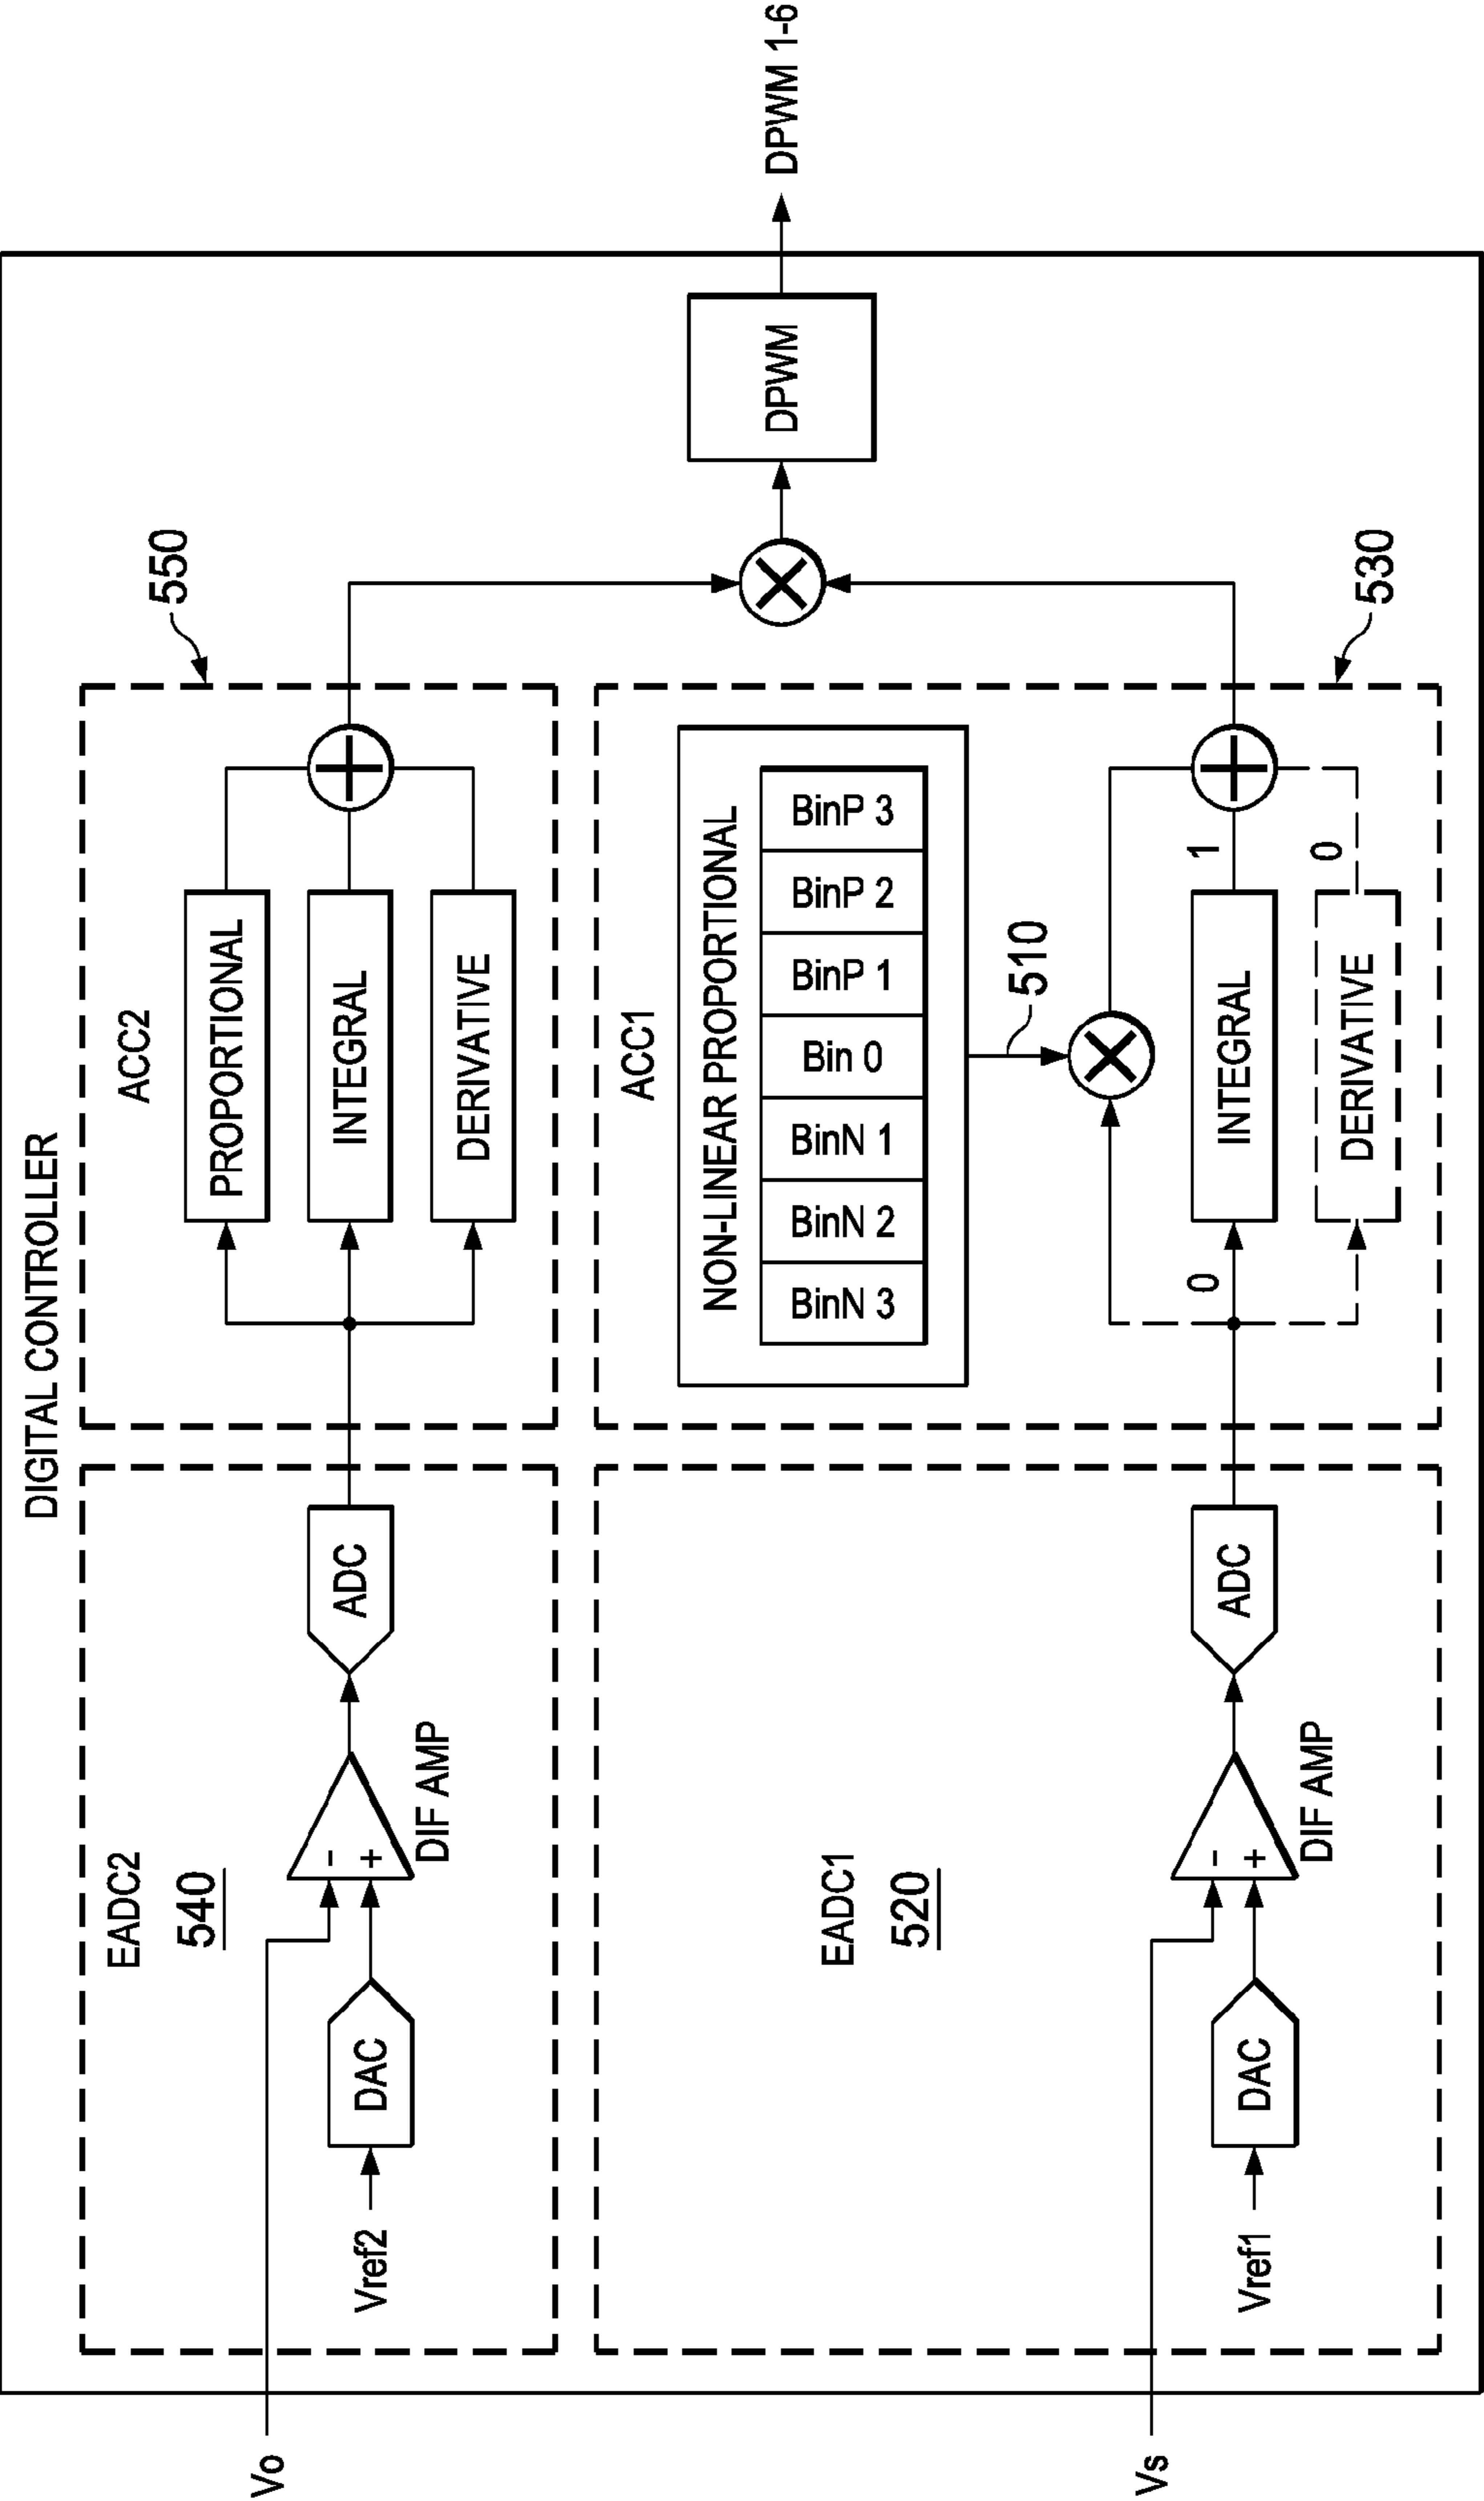 DIGITAL CONTROLLER
EADC2
540
Vo
Vref2
DAC
-
+
DIF AMP
ADC
ACC2
550
PROPORTIONAL
INTEGRAL
DERIVATIVE
EADC1
520
Vs
Vref1
DAC
-
+
DIF AMP
ADC
ACC1
530
NON-LINEAR PROPORTIONAL
BinN 3
BinN 2
BinN 1
Bin 0
BinP 1
BinP 2
BinP 3
510
0
INTEGRAL
1
DERIVATIVE
0
DPWM
DPWM 1-6